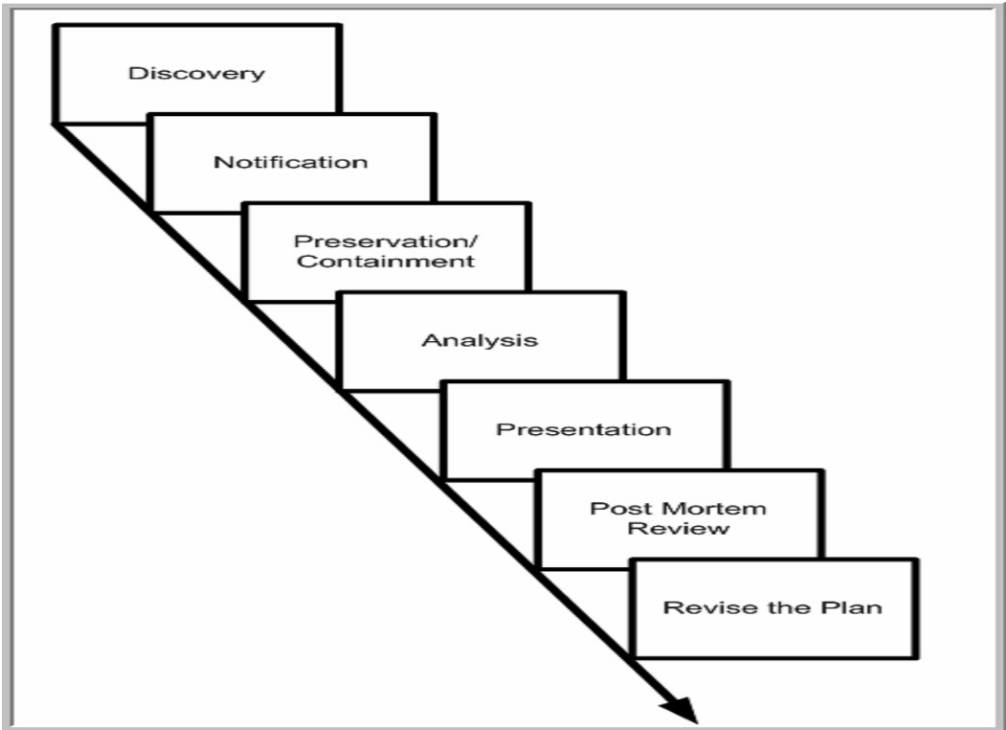 Discovery
Notification
Preservation/
Containment
Analysis
Presentation
Post Mortem
Review
Revise the Plan